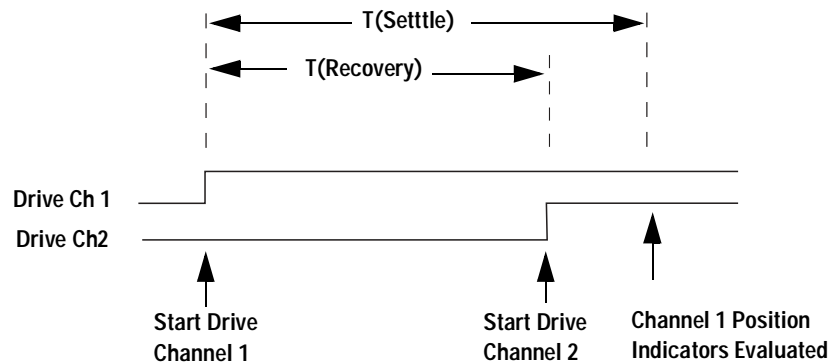 T(Setttle)
T(Recovery)
Drive Ch 1
Drive Ch2
Start Drive
Channel 1
Start Drive
Channel 2
Channel 1 Position
Indicators Evaluated